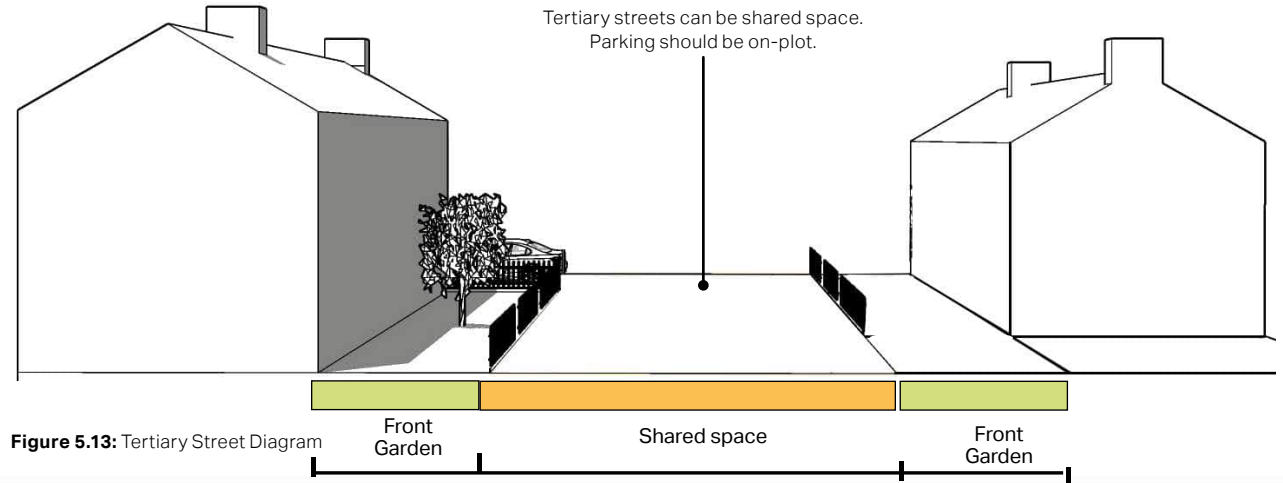 Tertiary streets can be shared space.
Parking should be on-plot.
Front
Garden
Shared space
Front
Garden
Figure 5.13: Tertiary Street Diagram